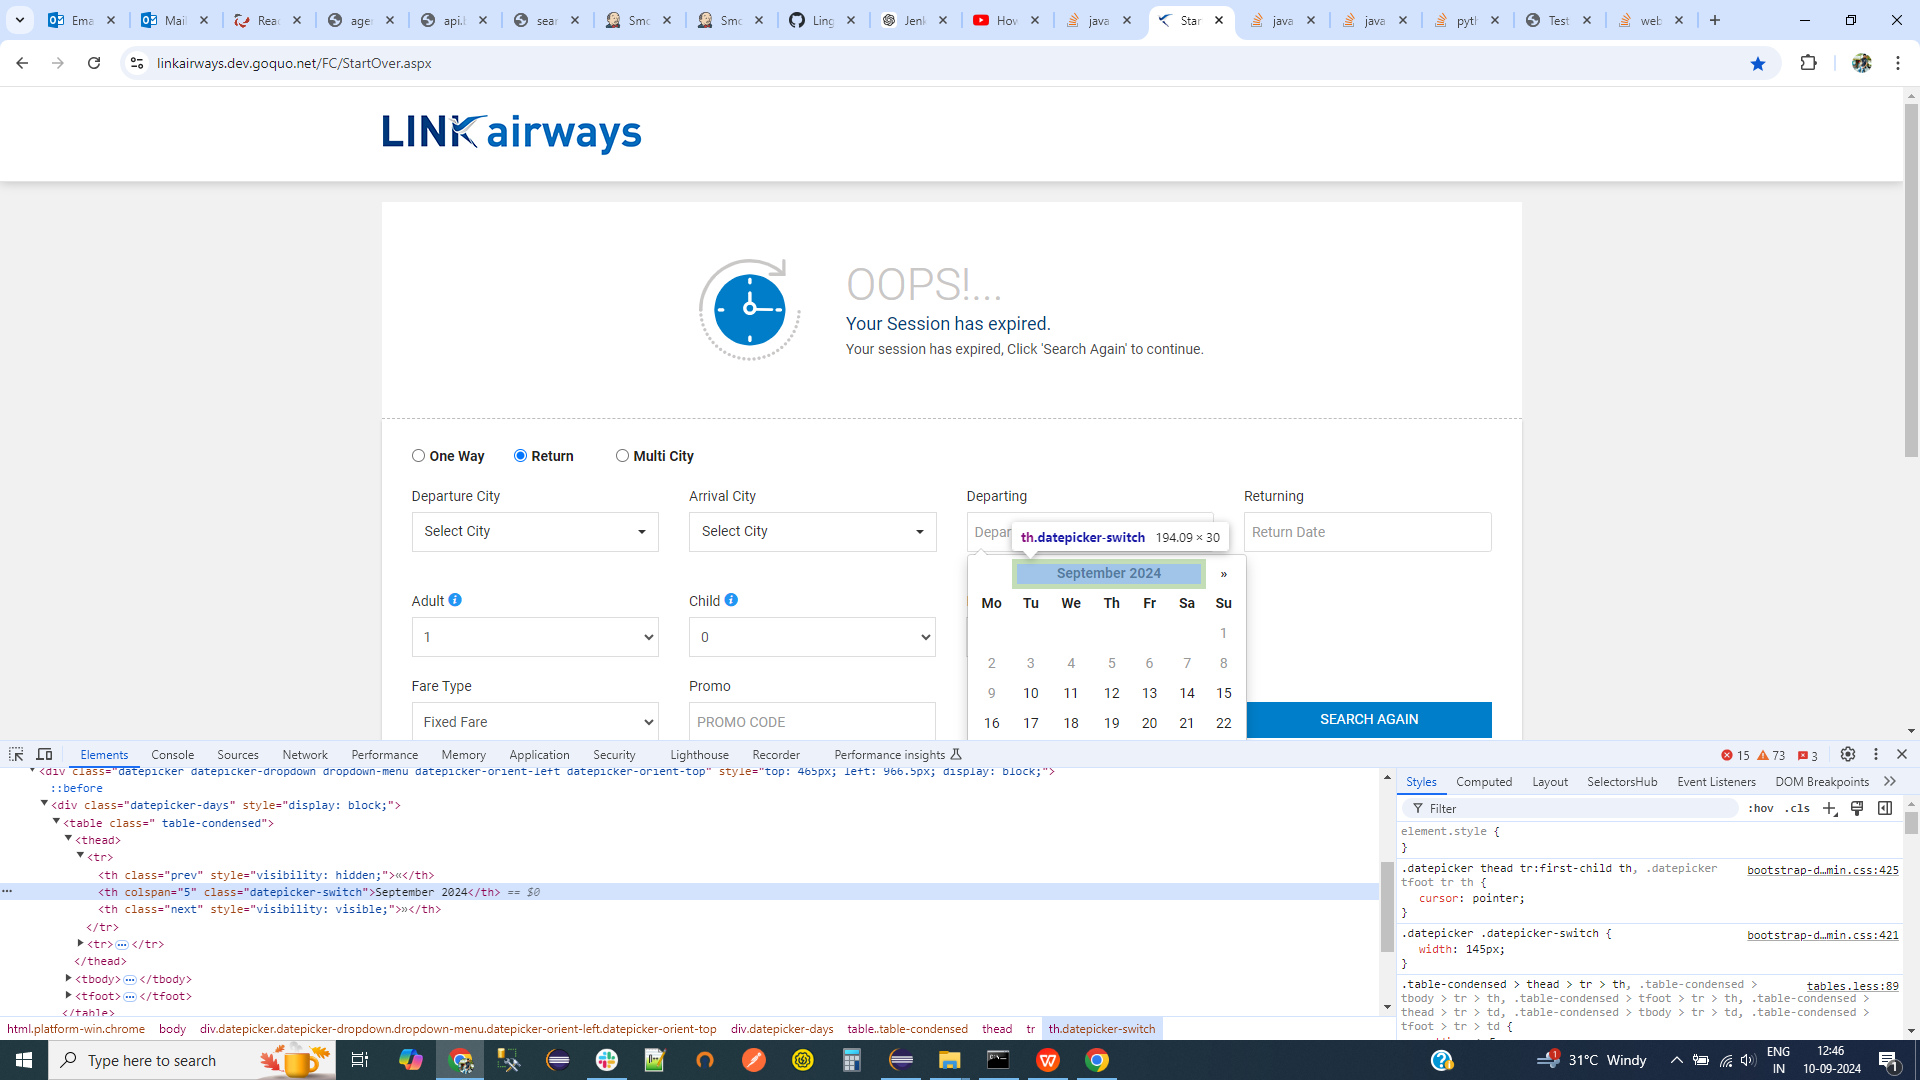 Ema
Mail
Rea
age
api.l
sear
Smo
Smo
Ling
Jenk
How
java
Star
java
java
pyth
Test
web
linkairways.dev.goquo.net/FC/StartOver.aspx
LINK airways
OOPS!...
Your Session has expired.
Your session has expired, Click 'Search Again' to continue.
One Way Return Multi City
Departure City Arrival City Departing Returning
Select City Select City Depar Return Date
th.datepicker-switch 194.09 × 30
September 2024 »
Mo Tu We Th Fr Sa Su
1
2 3 4 5 6 7 8
9 10 11 12 13 14 15
16 17 18 19 20 21 22
Adult Child
1 0
Fare Type Promo
Fixed Fare PROMO CODE SEARCH AGAIN
Elements Console Sources Network Performance Memory Application Security Lighthouse Recorder Performance insights 15 73 3
<div class="datepicker datepicker-dropdown dropdown-menu datepicker-orient-left datepicker-orient-top" style="top: 465px; left: 966.5px; display: block;">
::before
<div class="datepicker-days" style="display: block;">
<table class=" table-condensed">
<thead>
<tr>
<th class="prev" style="visibility: hidden;">«</th>
<th colspan="5" class="datepicker-switch">September 2024</th> == $0
<th class="next" style="visibility: visible;">»</th>
</tr>
<tr>…</tr>
</thead>
<tbody>…</tbody>
<tfoot>…</tfoot>
</table>
html.platform-win.chrome body div.datepicker.datepicker-dropdown.dropdown-menu.datepicker-orient-left.datepicker-orient-top div.datepicker-days table..table-condensed thead tr th.datepicker-switch
Styles Computed Layout SelectorsHub Event Listeners DOM Breakpoints
Filter :hov .cls
element.style {
}
.datepicker thead tr:first-child th, .datepicker bootstrap-d…min.css:425
tfoot tr th {
cursor: pointer;
}
.datepicker .datepicker-switch { bootstrap-d…min.css:421
width: 145px;
}
.table-condensed > thead > tr > th, .table-condensed > tables.less:89
tbody > tr > th, .table-condensed > tfoot > tr > th, .table-condensed >
thead > tr > td, .table-condensed > tbody > tr > td, .table-condensed >
tfoot > tr > td {
Type here to search
31°C Windy
ENG
IN
12:46
10-09-2024
1